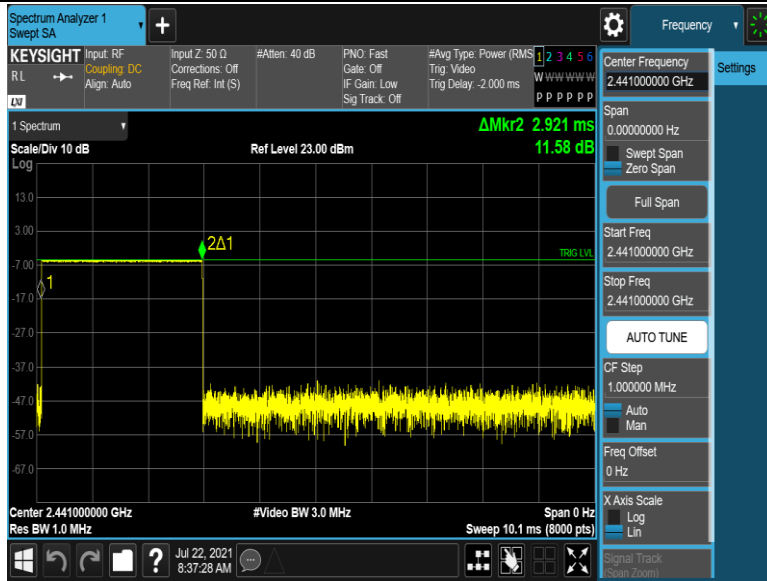 Spectrum Analyzer 1
Swept SA
+
Frequency
KEYSIGHT
RL
LXI
Input: RF
Coupling: DC
Align: Auto
Input Z: 50 Ω
Corrections: Off
Freq Ref: Int (S)
#Atten: 40 dB
PNO: Fast
Gate: Off
IF Gain: Low
Sig Track: Off
#Avg Type: Power (RMS
Trig: Video
Trig Delay: -2.000 ms
1 2 3 4 5 6
W W W W W W
P P P P P P
1 Spectrum
ΔMkr2 2.921 ms
11.58 dB
Scale/Div 10 dB
Ref Level 23.00 dBm
Log
13.0
3.00
-7.00
-17.0
-27.0
-37.0
-47.0
-57.0
-67.0
2Δ1
TRIG LVL
1
Center 2.441000000 GHz
#Video BW 3.0 MHz
Span 0 Hz
Res BW 1.0 MHz
Sweep 10.1 ms (8000 pts)
?
Jul 22, 2021
8:37:28 AM
Center Frequency
2.441000000 GHz
Settings
Span
0.00000000 Hz
Swept Span
Zero Span
Full Span
Start Freq
2.441000000 GHz
Stop Freq
2.441000000 GHz
AUTO TUNE
CF Step
1.000000 MHz
Auto
Man
Freq Offset
0 Hz
X Axis Scale
Log
Lin
Signal Track
(Span Zoom)